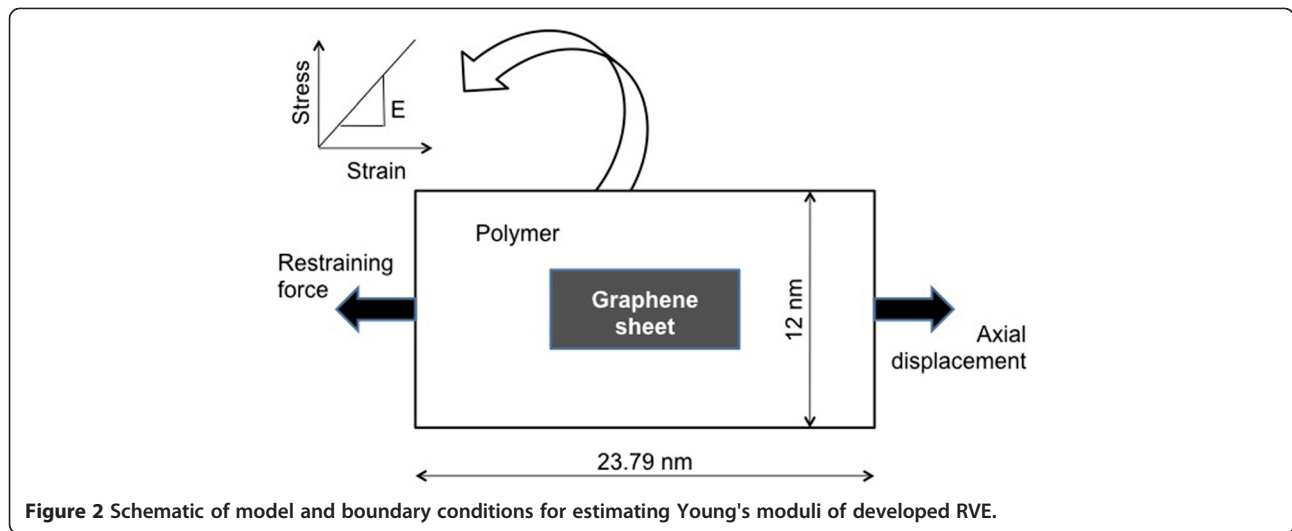 Stress
E
Strain
Polymer
Restraining
force
Graphene
sheet
12 nm
Axial
displacement
23.79 nm
Figure 2 Schematic of model and boundary conditions for estimating Young's moduli of developed RVE.